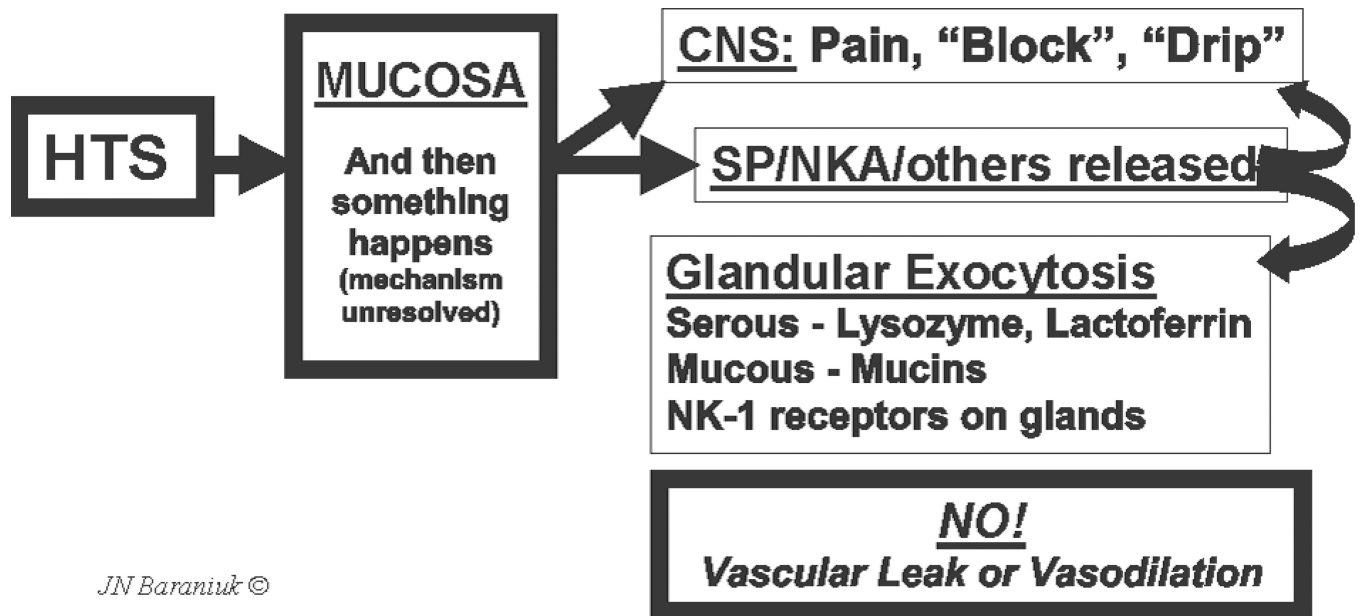 HTS
MUCOSA
And then
something
happens
(mechanism
unresolved)
CNS: Pain, “Block”, “Drip”
SP/NKA/others released
Glandular Exocytosis
Serous - Lysozyme, Lactoferrin
Mucous - Mucins
NK-1 receptors on glands
NO!
Vascular Leak or Vasodilation
JN Baraniuk ©